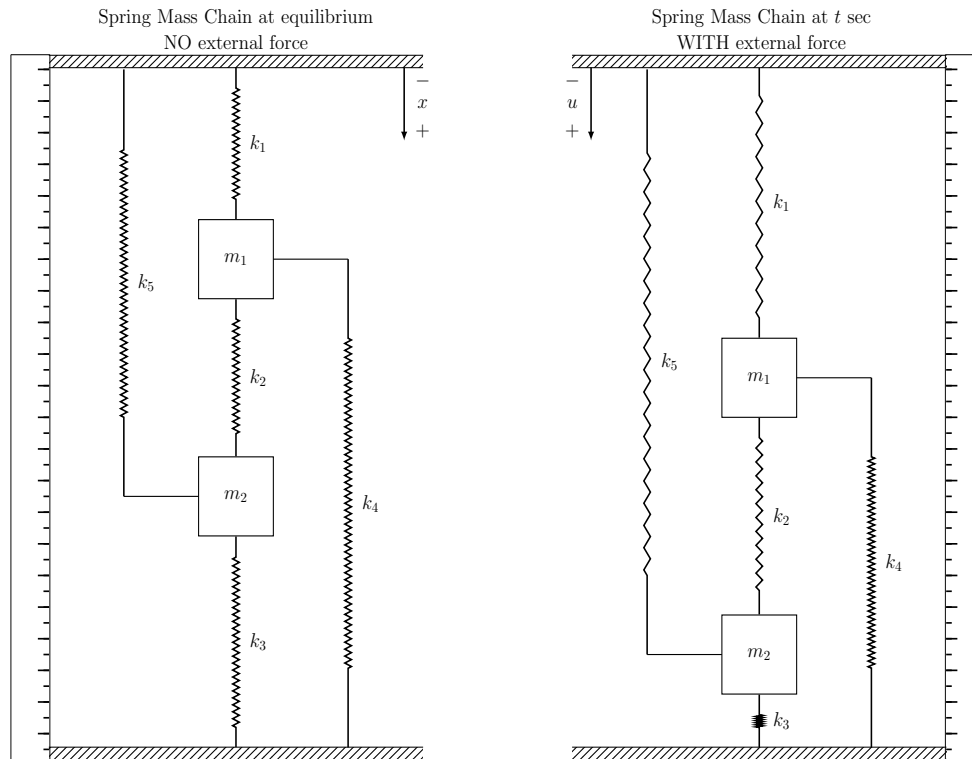 Spring Mass Chain at equilibrium
NO external force
−
x
+
k₁
m₁
k₅
k₂
m₂
k₄
k₃
Spring Mass Chain at t sec
WITH external force
−
u
+
k₁
k₅
m₁
k₂
k₄
m₂
k₃